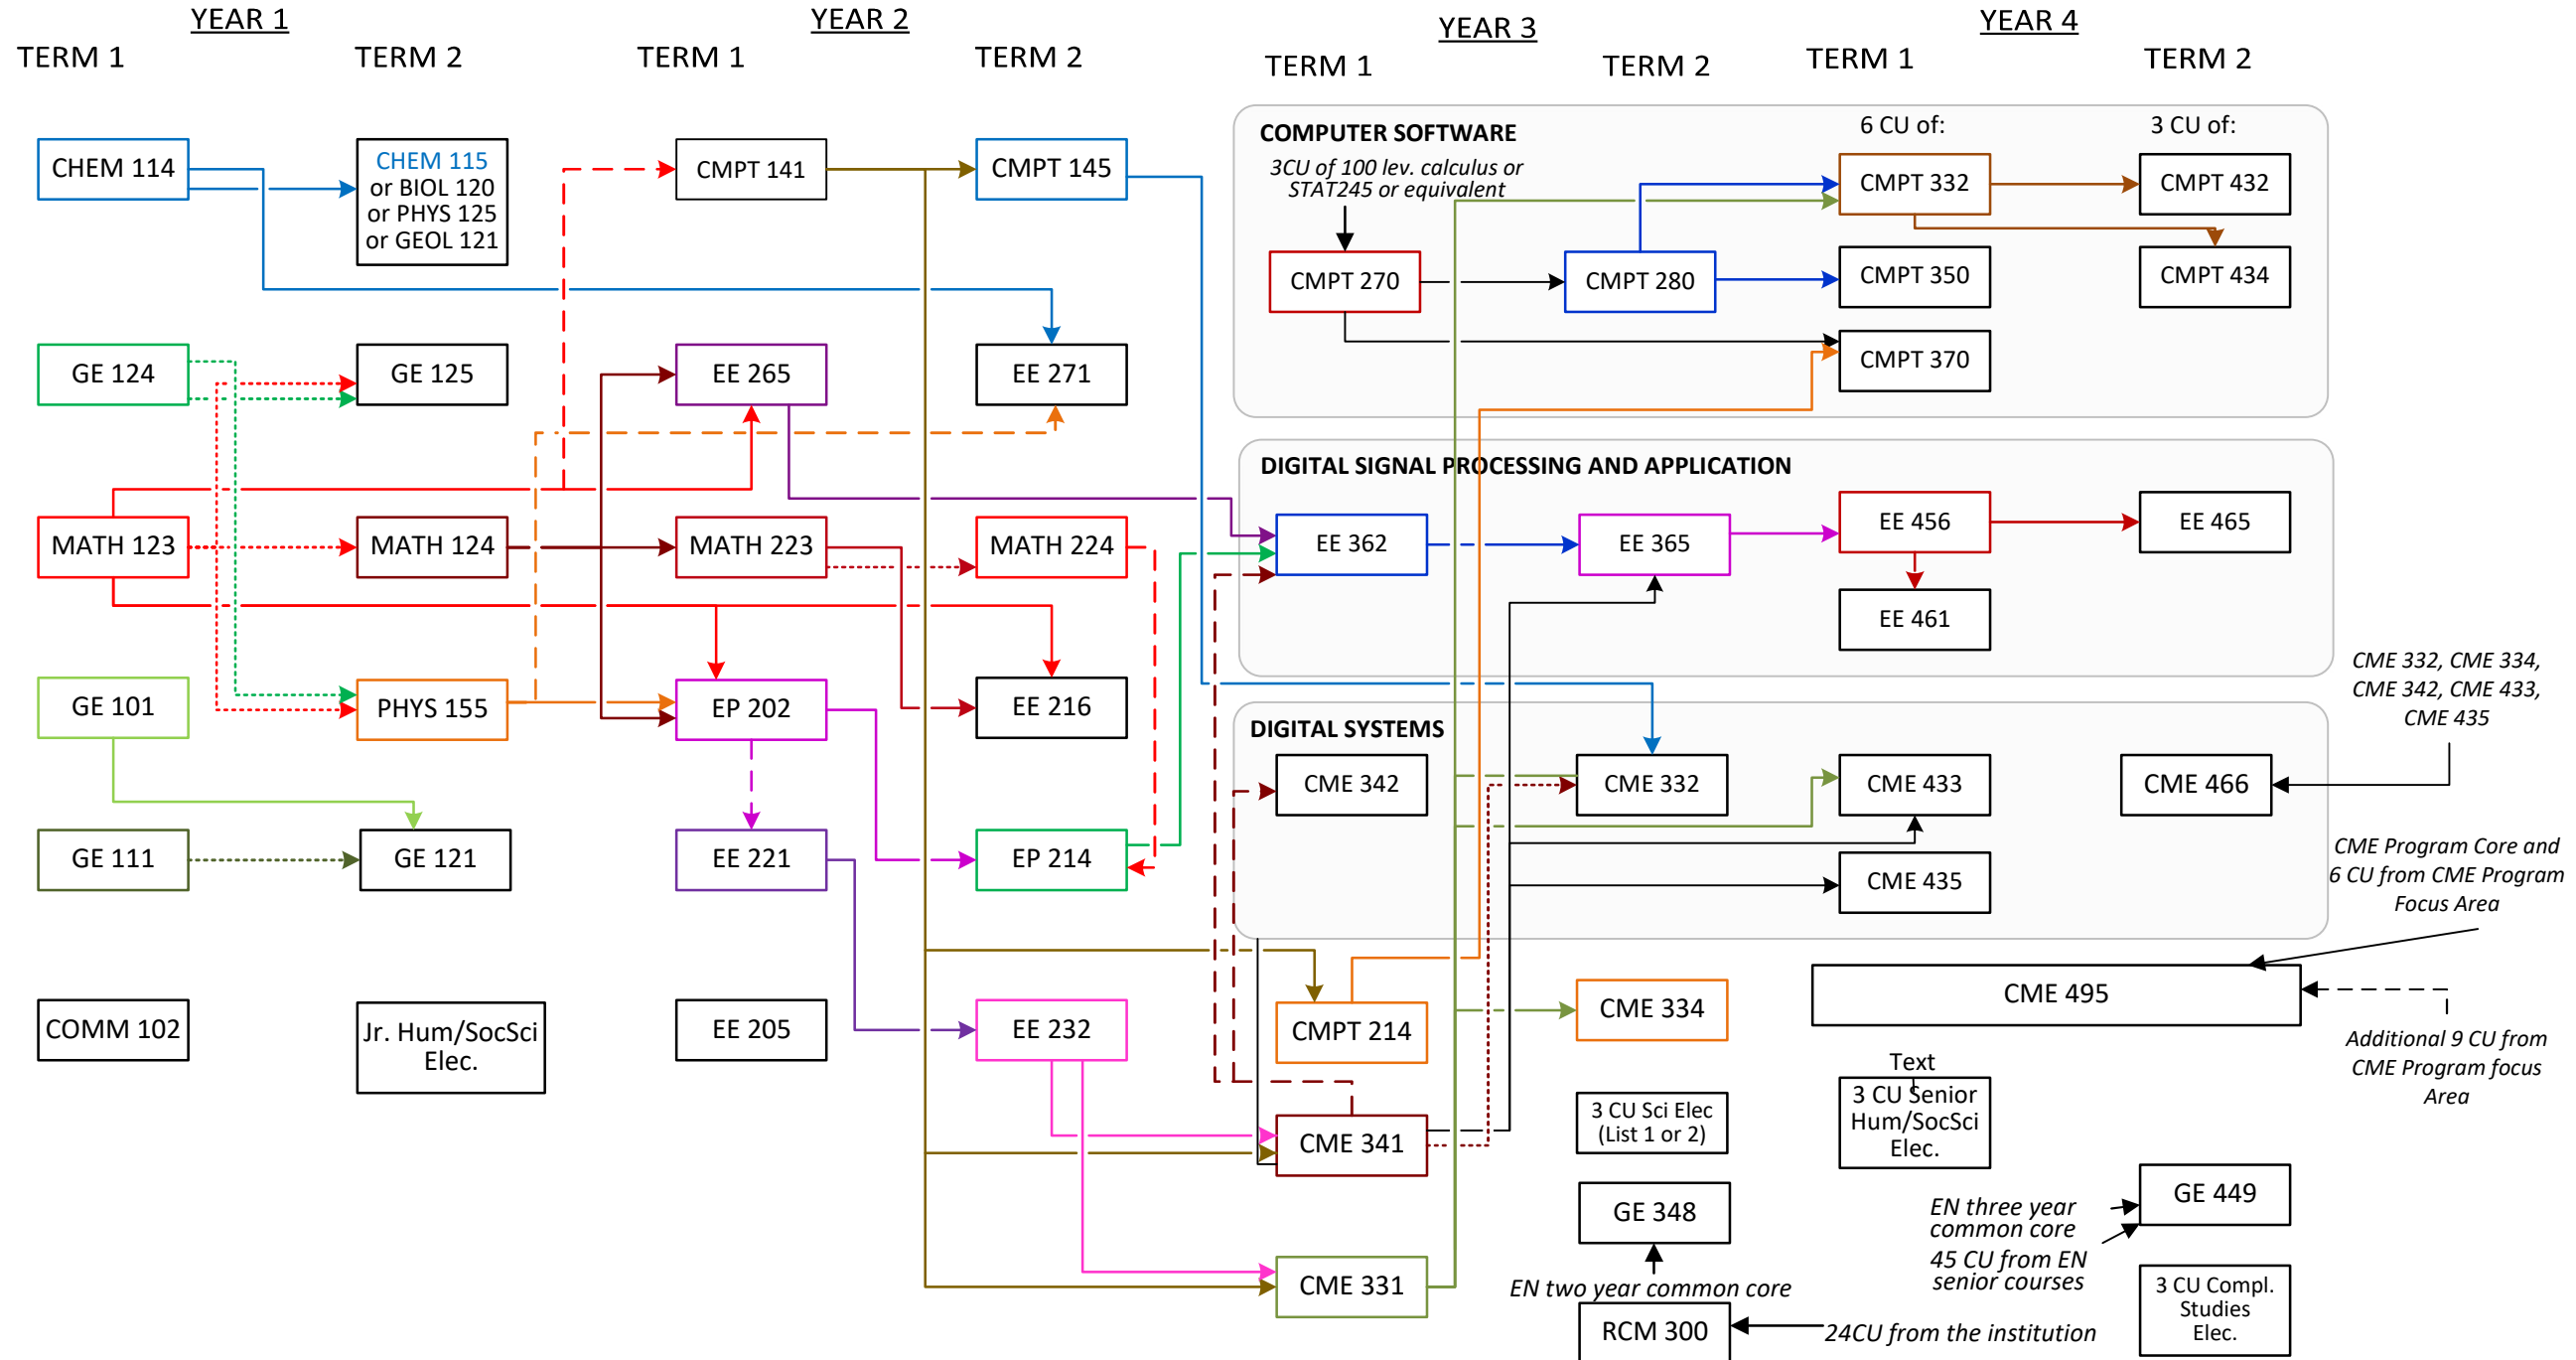 YEAR 1
YEAR 2
YEAR 3
YEAR 4
TERM 1
TERM 2
TERM 1
TERM 2
TERM 1
TERM 2
TERM 1
TERM 2
CHEM 114
CHEM 115
or BIOL 120
or PHYS 125
or GEOL 121
CMPT 141
CMPT 145
GE 124
GE 125
EE 265
EE 271
MATH 123
MATH 124
MATH 223
MATH 224
GE 101
PHYS 155
EP 202
EE 216
GE 111
GE 121
EE 221
EP 214
COMM 102
Jr. Hum/SocSci
Elec.
EE 205
EE 232
COMPUTER SOFTWARE
3CU of 100 lev. calculus or
STAT245 or equivalent
6 CU of:
3 CU of:
CMPT 332
CMPT 432
CMPT 270
CMPT 280
CMPT 350
CMPT 434
CMPT 370
DIGITAL SIGNAL PROCESSING AND APPLICATION
EE 362
EE 365
EE 456
EE 465
EE 461
DIGITAL SYSTEMS
CME 342
CME 332
CME 433
CME 466
CME 435
CME 332, CME 334,
CME 342, CME 433,
CME 435
CME Program Core and
6 CU from CME Program
Focus Area
CMPT 214
CME 334
CME 495
Additional 9 CU from
CME Program focus
Area
CME 341
3 CU Sci Elec
(List 1 or 2)
Text
3 CU Senior
Hum/SocSci
Elec.
CME 331
GE 348
EN two year common core
RCM 300
24CU from the institution
EN three year
common core
45 CU from EN
senior courses
GE 449
3 CU Compl.
Studies
Elec.